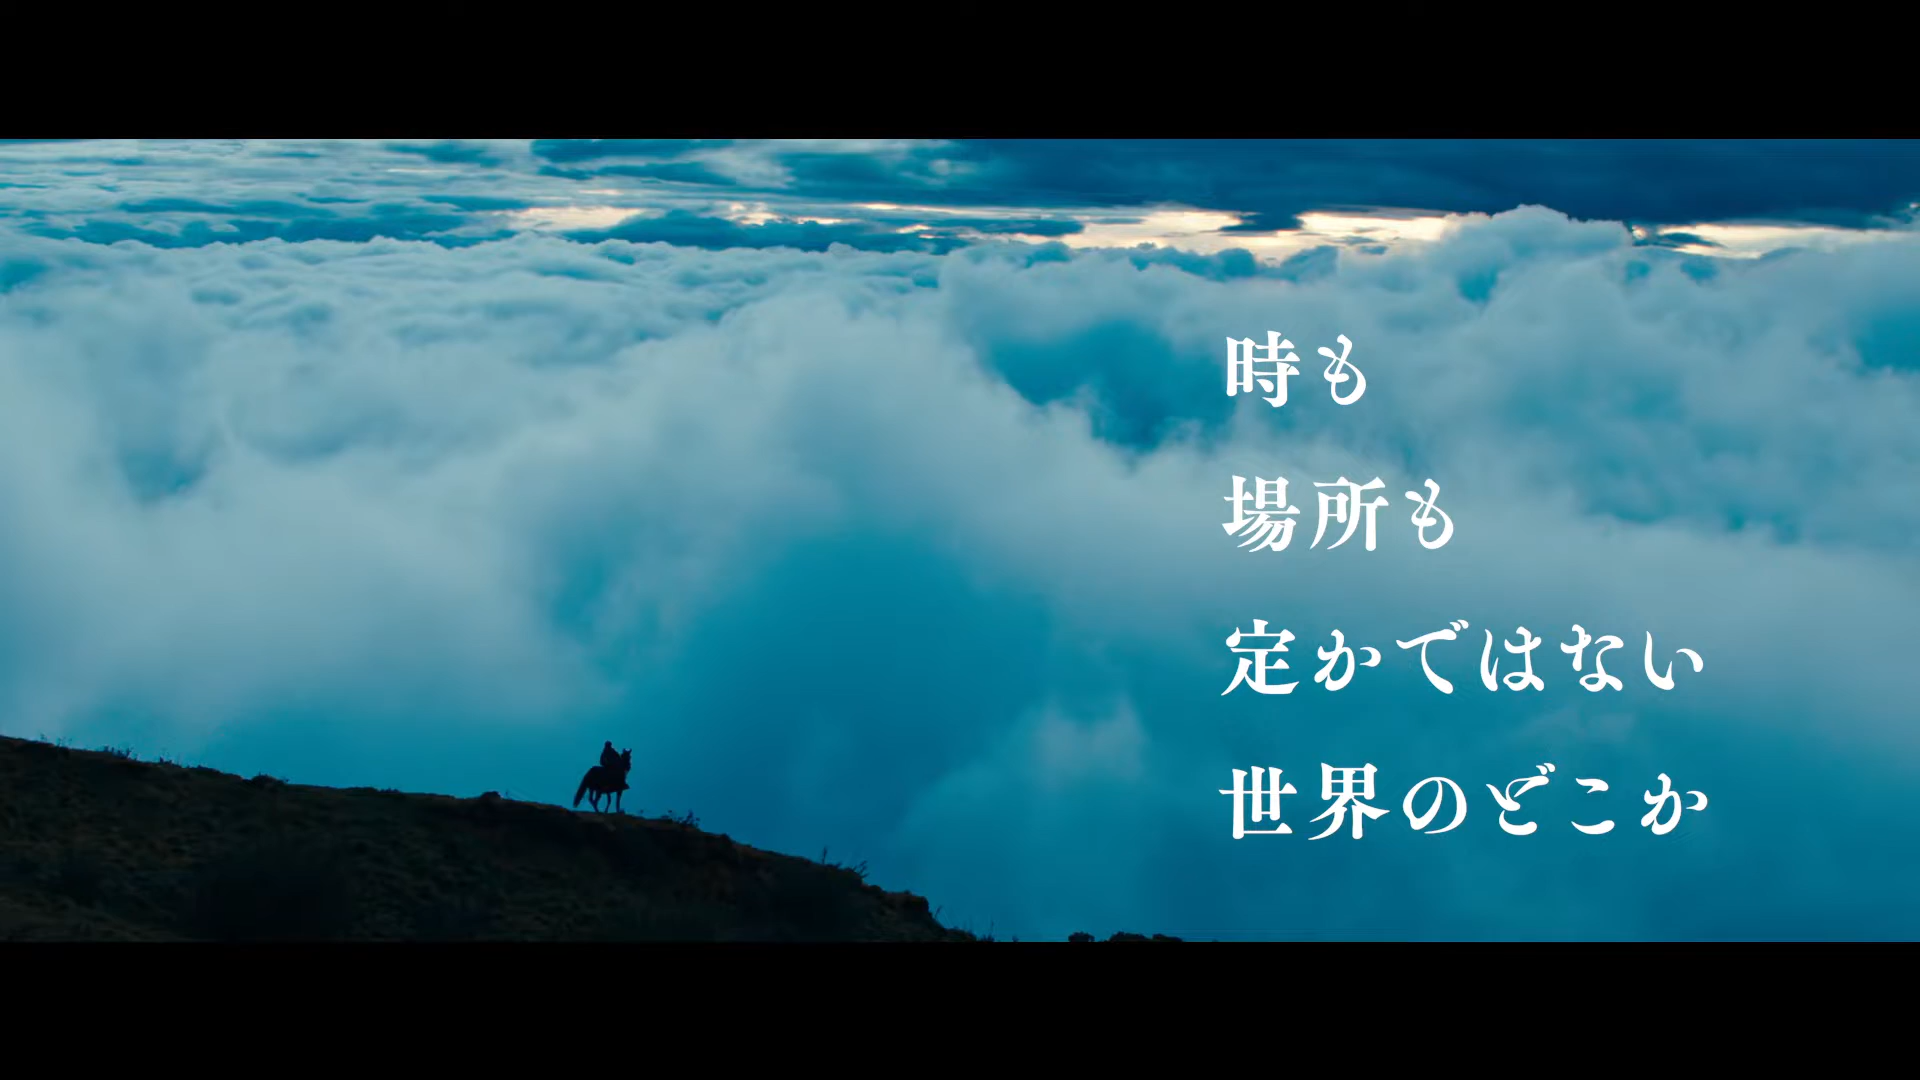 時も
場所も
定かではない
世界のどこか